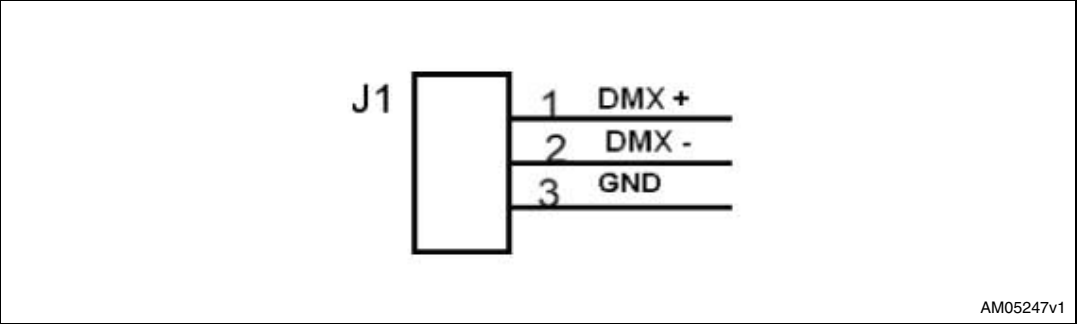 J1
1 DMX +
2 DMX -
3 GND
AM05247v1